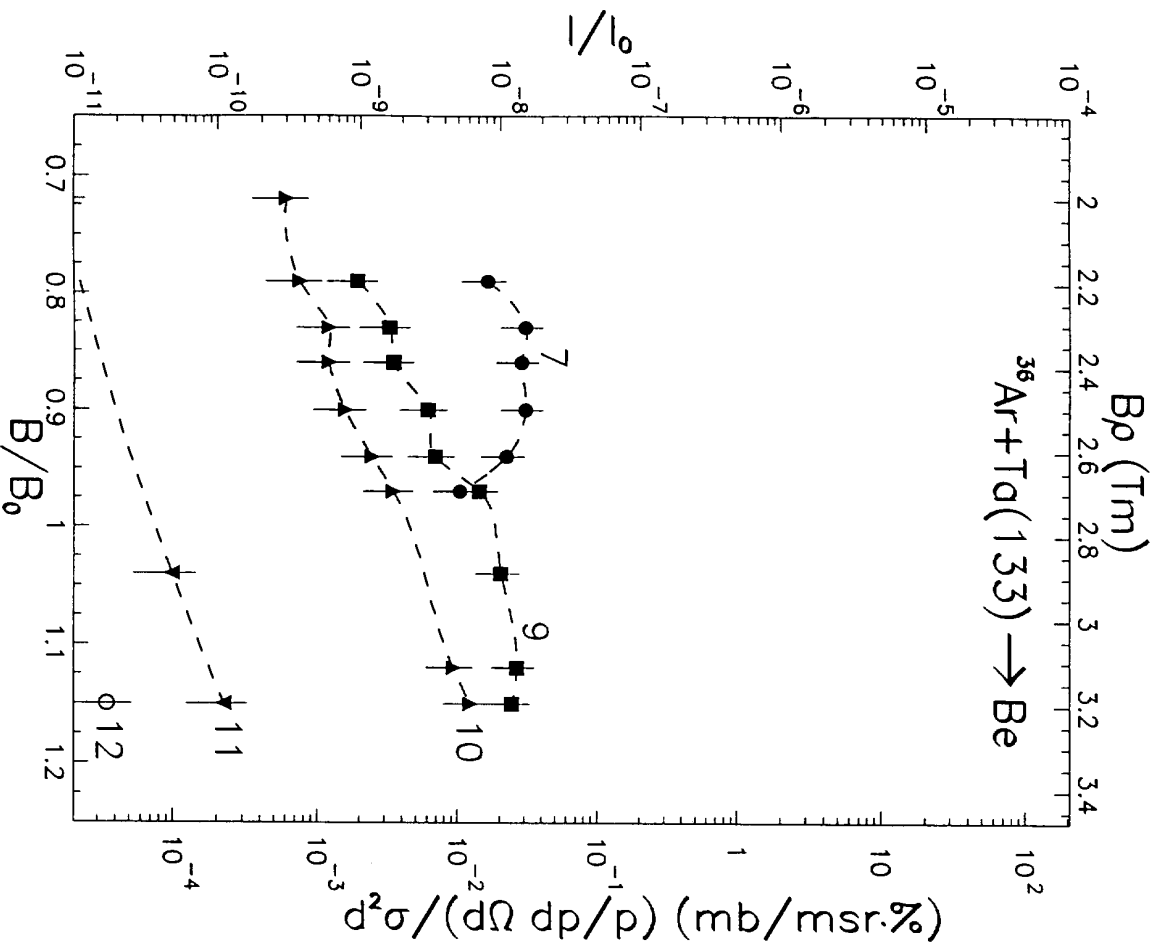 Bρ (Tm)
2 2.2 2.4 2.6 2.8 3 3.2 3.4
I/I₀
10⁻⁴
10⁻⁵
10⁻⁶
10⁻⁷
10⁻⁸
10⁻⁹
10⁻¹⁰
10⁻¹¹
³⁶Ar+Ta(133) → Be
7
9
10
11
12
10²
10
1
10⁻¹
10⁻²
10⁻³
10⁻⁴
d²σ/(dΩ dp/p) (mb/msr.%)
0.7 0.8 0.9 1 1.1 1.2
B/B₀